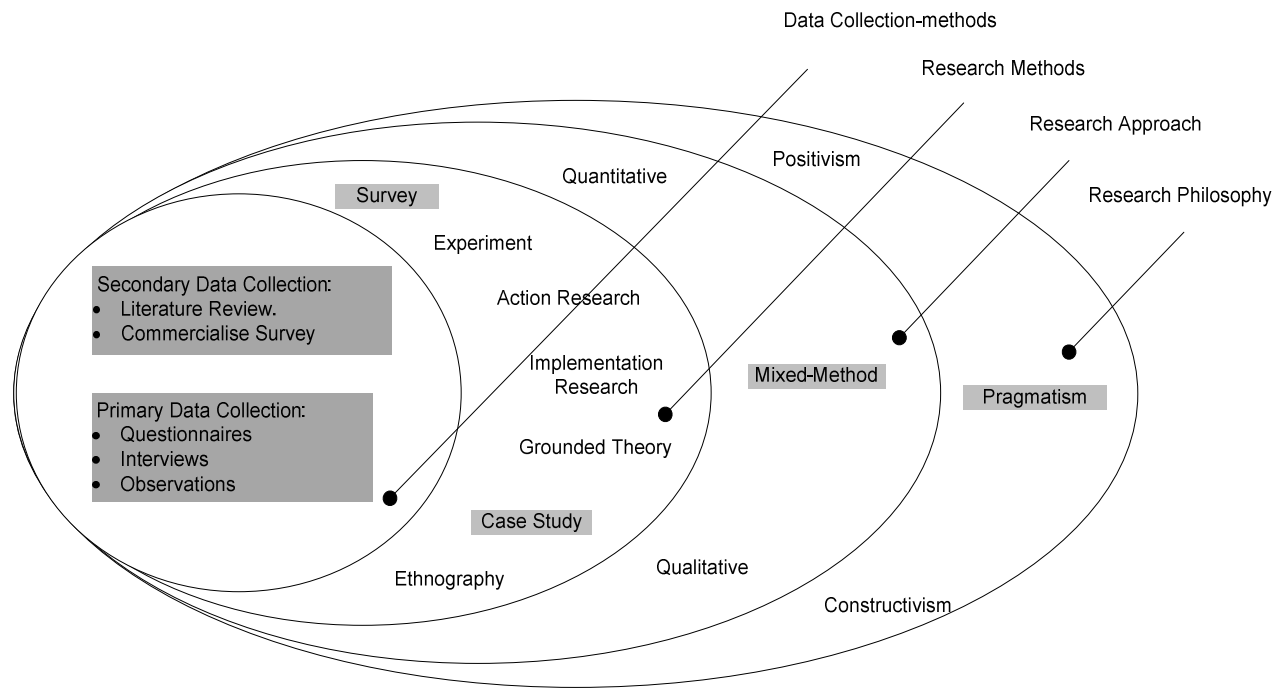 Data Collection-methods
Research Methods
Research Approach
Research Philosophy
Positivism
Quantitative
Survey
Experiment
Secondary Data Collection:
• Literature Review.
• Commercialise Survey
Action Research
Implementation
Research
Mixed-Method
Pragmatism
Primary Data Collection:
• Questionnaires
• Interviews
• Observations
Grounded Theory
Case Study
Ethnography
Qualitative
Constructivism